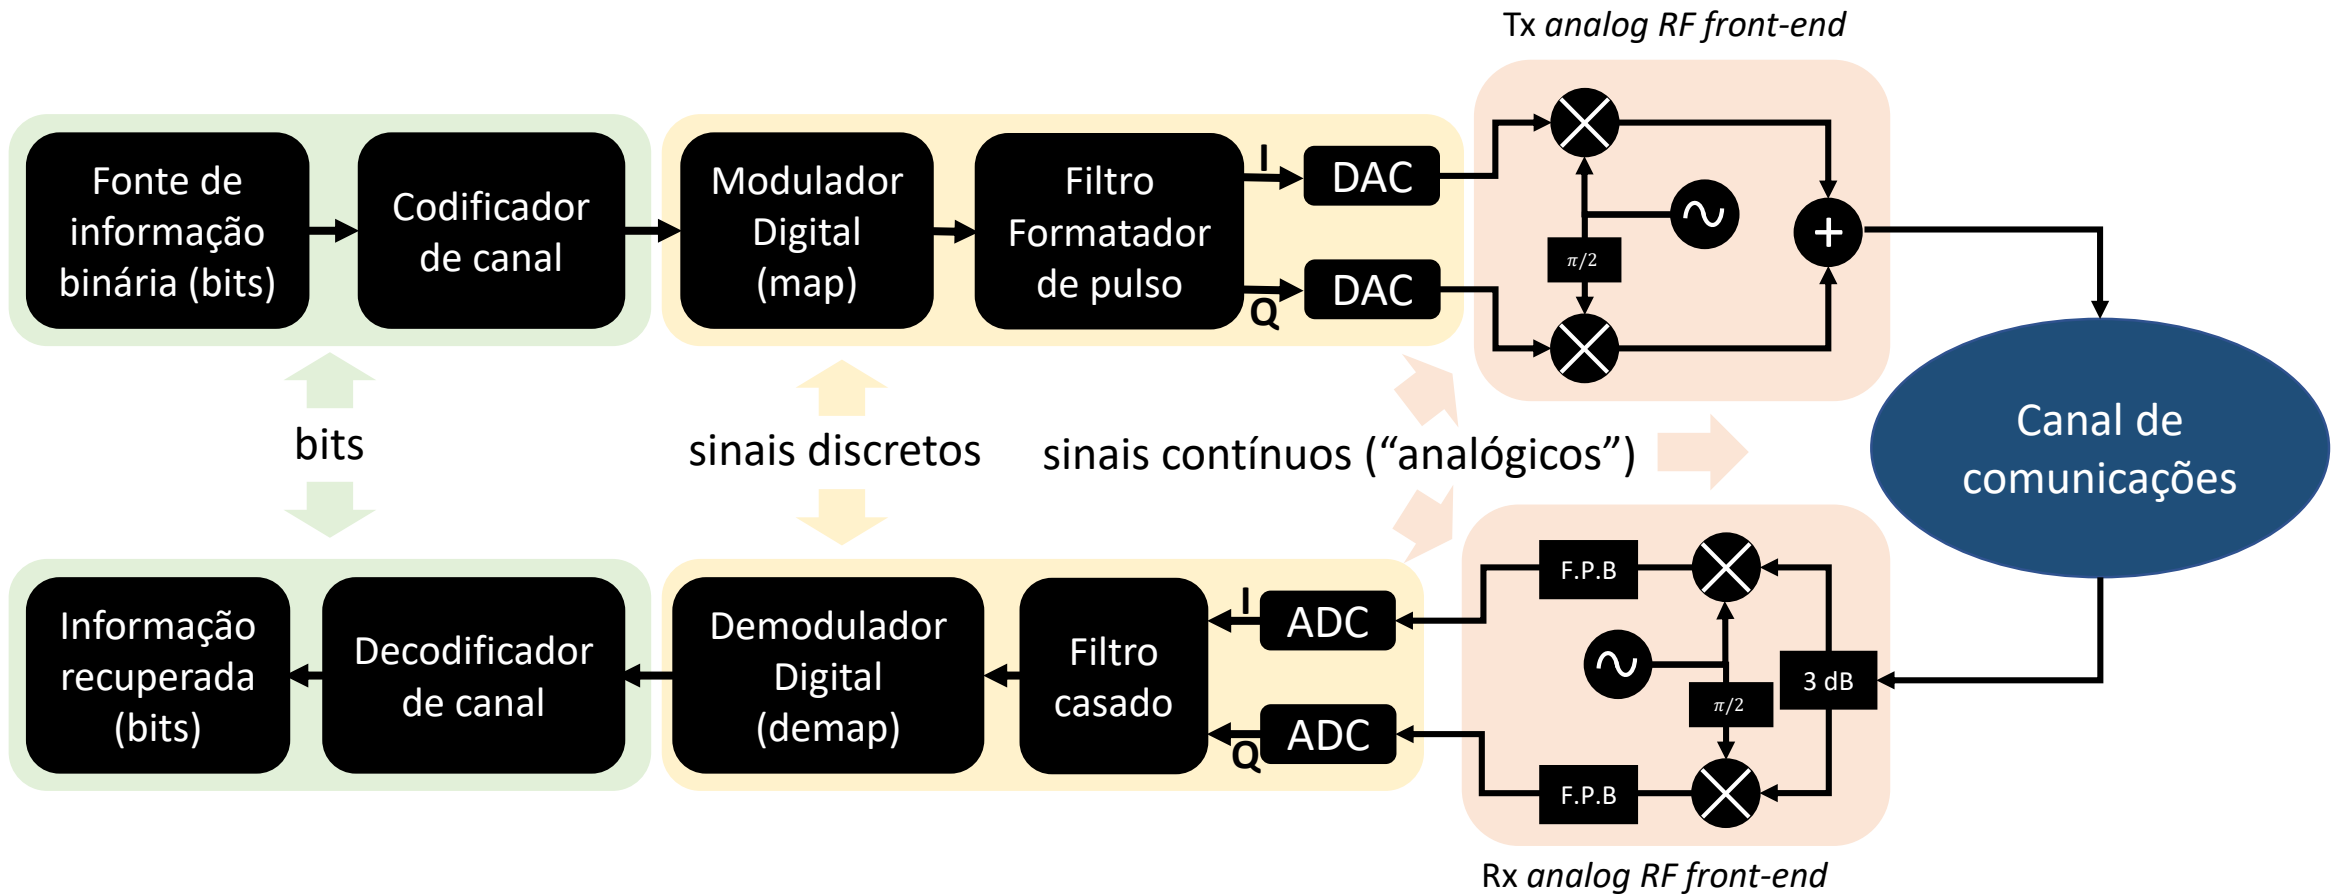 Tx analog RF front-end
Fonte de
informação
binária (bits)
Codificador
de canal
Modulador
Digital
(map)
Filtro
Formatador
de pulso
I
Q
DAC
DAC
π/2
+
bits
sinais discretos
sinais contínuos (“analógicos”)
Canal de
comunicações
Informação
recuperada
(bits)
Decodificador
de canal
Demodulador
Digital
(demap)
Filtro
casado
I
Q
ADC
ADC
F.P.B
F.P.B
π/2
3 dB
Rx analog RF front-end